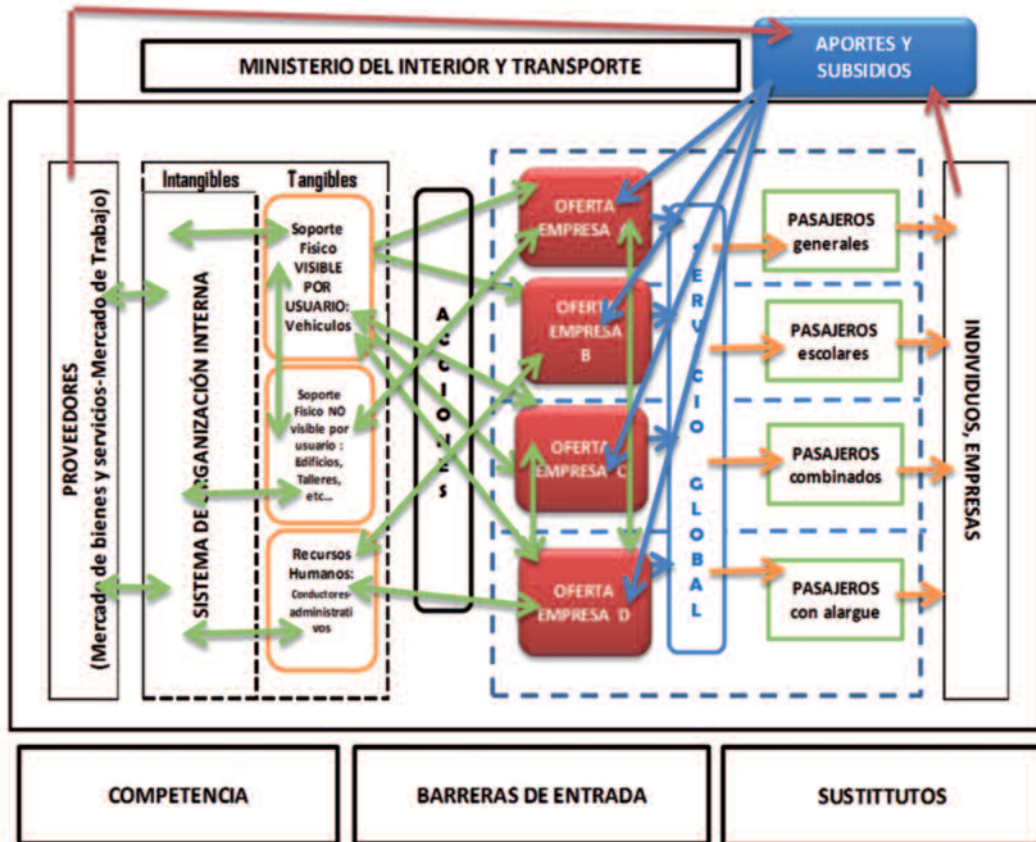 MINISTERIO DEL INTERIOR Y TRANSPORTE
APORTES Y
SUBSIDIOS
PROVEEDORES
(Mercado de bienes y servicios-Mercado de Trabajo)
Intangibles
Tangibles
SISTEMA DE ORGANIZACIÓN INTERNA
Soporte
Fisico
VISIBLE
POR
USUARIO:
Vehiculos
Soporte
Fisico NO
visible por
usuario :
Edificios,
Talleres,
etc...
Recursos
Humanos:
Conductores-
administrati
vos
ACCIONES
OFERTA
EMPRESA A
OFERTA
EMPRESA
B
OFERTA
EMPRESA C
OFERTA
EMPRESA D
SERVICIO GLOBAL
PASAJEROS
generales
PASAJEROS
escolares
PASAJEROS
combinados
PASAJEROS
con alargue
INDIVIDUOS, EMPRESAS
COMPETENCIA
BARRERAS DE ENTRADA
SUSTITTUTOS